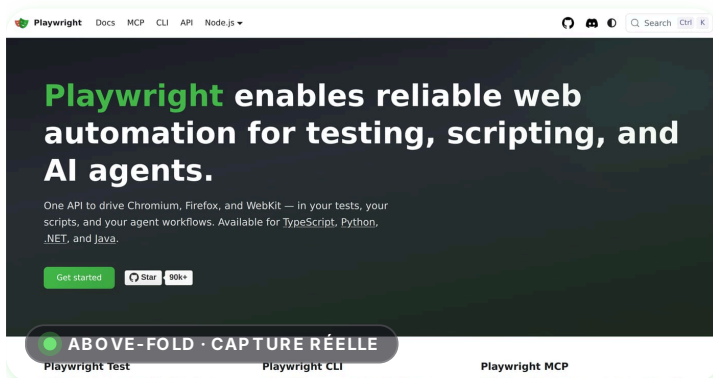 Playwright Docs MCP CLI API Node.js Search Ctrl K
Playwright enables reliable web
automation for testing, scripting, and
AI agents.
One API to drive Chromium, Firefox, and WebKit — in your tests, your
scripts, and your agent workflows. Available for TypeScript, Python,
.NET, and Java.
Get started Star 90k+
ABOVE-FOLD · CAPTURE RÉELLE
Playwright Test Playwright CLI Playwright MCP